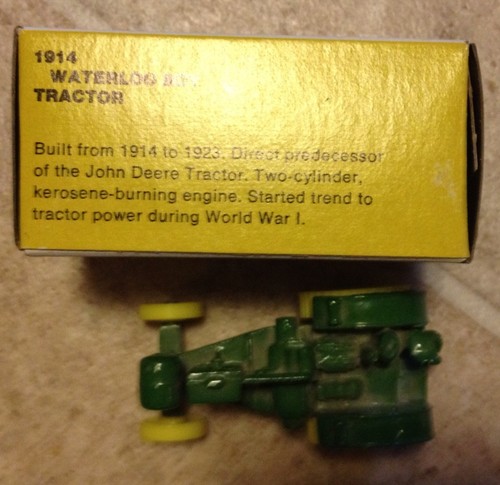 1914
WATERLOO BOY
TRACTOR
Built from 1914 to 1923. Direct predecessor
of the John Deere Tractor. Two-cylinder,
kerosene-burning engine. Started trend to
tractor power during World War I.